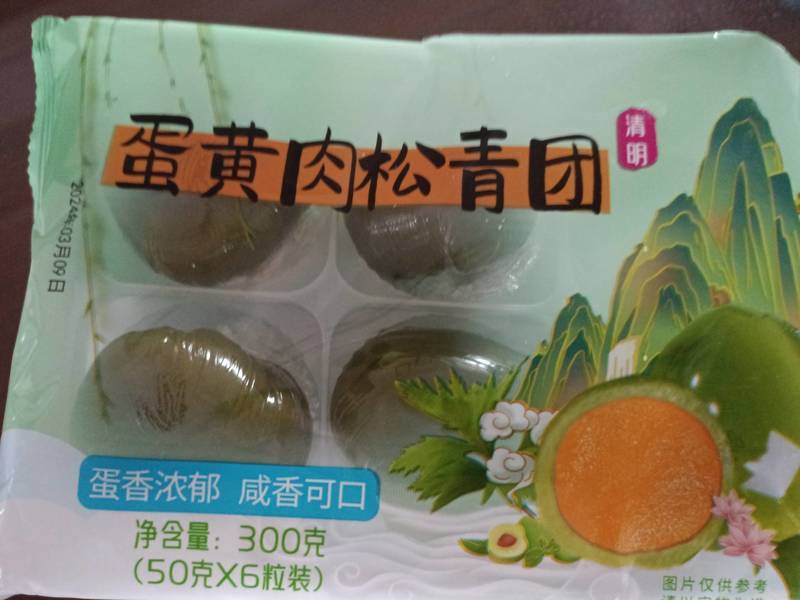 清明
蛋黄肉松青团
2024年03月09日
蛋香浓郁 咸香可口
净含量：300克
（50克X6粒装）
图片仅供参考